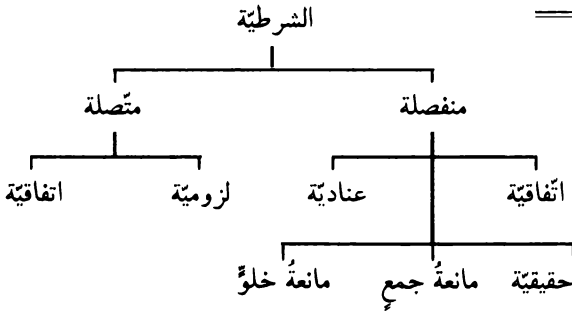 الشرطيّة
منفصلة متّصلة
اتّفاقيّة عناديّة لزوميّة اتفاقيّة
حقيقيّة مانعةُ جمعٍ مانعةُ خلوٍّ